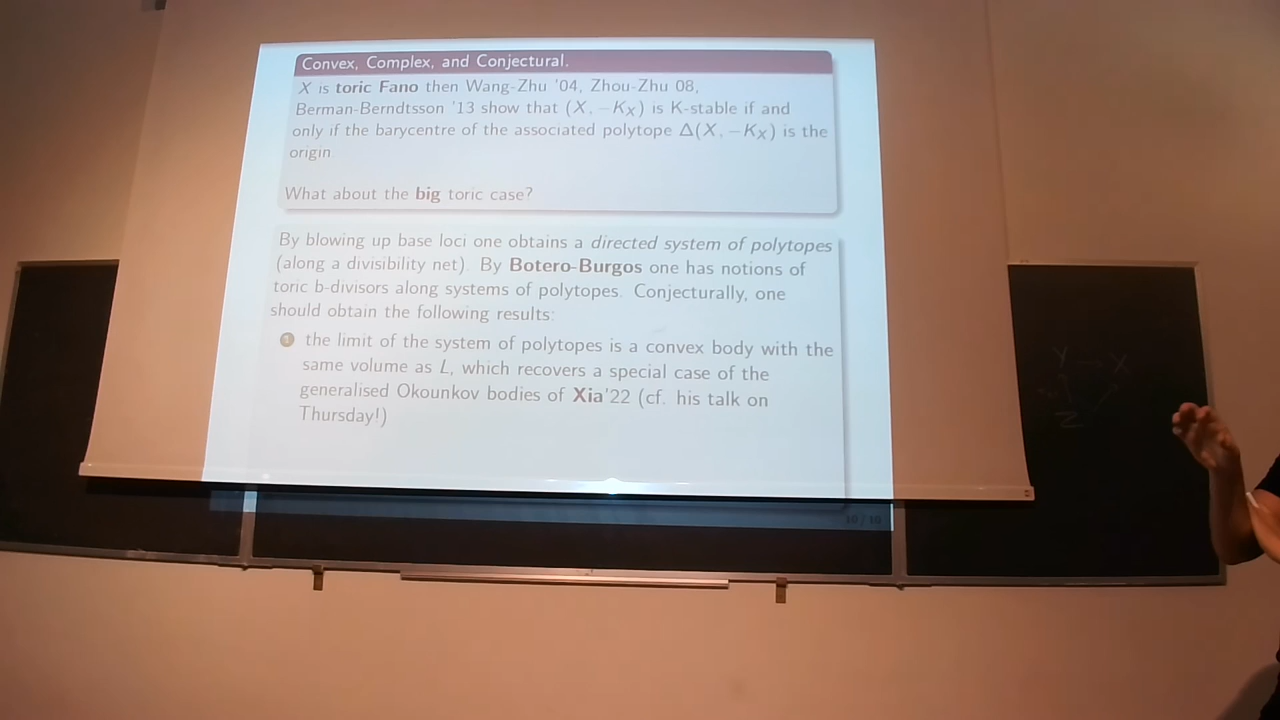 Convex, Complex, and Conjectural.
X is toric Fano then Wang-Zhu '04, Zhou-Zhu 08,
Berman-Berndtsson '13 show that (X, −K_X) is K-stable if and
only if the barycentre of the associated polytope Δ(X, −K_X) is the
origin.
What about the big toric case?
By blowing up base loci one obtains a directed system of polytopes
(along a divisibility net). By Botero-Burgos one has notions of
toric b-divisors along systems of polytopes. Conjecturally, one
should obtain the following results:
1 the limit of the system of polytopes is a convex body with the
same volume as L, which recovers a special case of the
generalised Okounkov bodies of Xia'22 (cf. his talk on
Thursday!)
10 / 10
Y X
Z